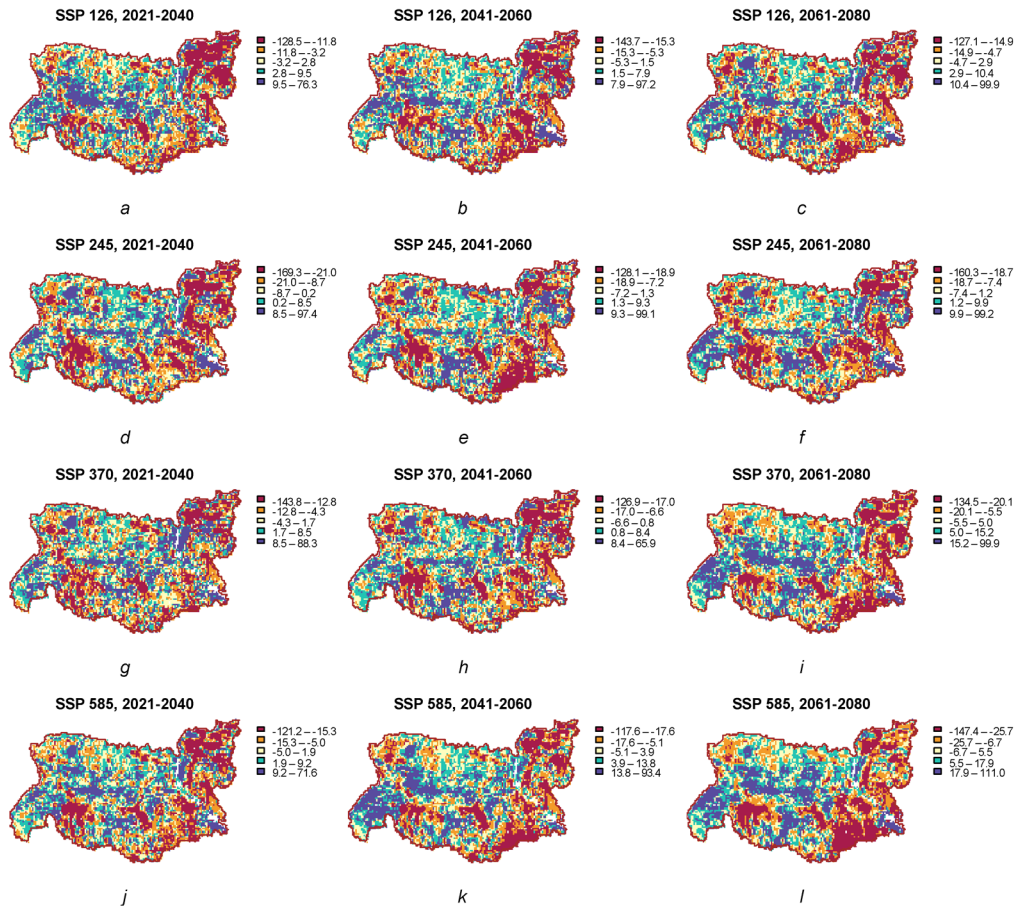 SSP 126, 2021-2040
-128.5 – -11.8
-11.8 – -3.2
-3.2 – 2.8
2.8 – 9.5
9.5 – 76.3
a
SSP 126, 2041-2060
-143.7 – -15.3
-15.3 – -5.3
-5.3 – 1.5
1.5 – 7.9
7.9 – 97.2
b
SSP 126, 2061-2080
-127.1 – -14.9
-14.9 – -4.7
-4.7 – 2.9
2.9 – 10.4
10.4 – 99.9
c
SSP 245, 2021-2040
-169.3 – -21.0
-21.0 – -8.7
-8.7 – 0.2
0.2 – 8.5
8.5 – 97.4
d
SSP 245, 2041-2060
-128.1 – -18.9
-18.9 – -7.2
-7.2 – 1.3
1.3 – 9.3
9.3 – 99.1
e
SSP 245, 2061-2080
-160.3 – -18.7
-18.7 – -7.4
-7.4 – 1.2
1.2 – 9.9
9.9 – 99.2
f
SSP 370, 2021-2040
-143.8 – -12.8
-12.8 – -4.3
-4.3 – 1.7
1.7 – 8.5
8.5 – 88.3
g
SSP 370, 2041-2060
-126.9 – -17.0
-17.0 – -6.6
-6.6 – 0.8
0.8 – 8.4
8.4 – 65.9
h
SSP 370, 2061-2080
-134.5 – -20.1
-20.1 – -5.5
-5.5 – 5.0
5.0 – 15.2
15.2 – 99.9
i
SSP 585, 2021-2040
-121.2 – -15.3
-15.3 – -5.0
-5.0 – 1.9
1.9 – 9.2
9.2 – 71.6
j
SSP 585, 2041-2060
-117.6 – -17.6
-17.6 – -5.1
-5.1 – 3.9
3.9 – 13.8
13.8 – 93.4
k
SSP 585, 2061-2080
-147.4 – -25.7
-25.7 – -6.7
-6.7 – 5.5
5.5 – 17.9
17.9 – 111.0
l